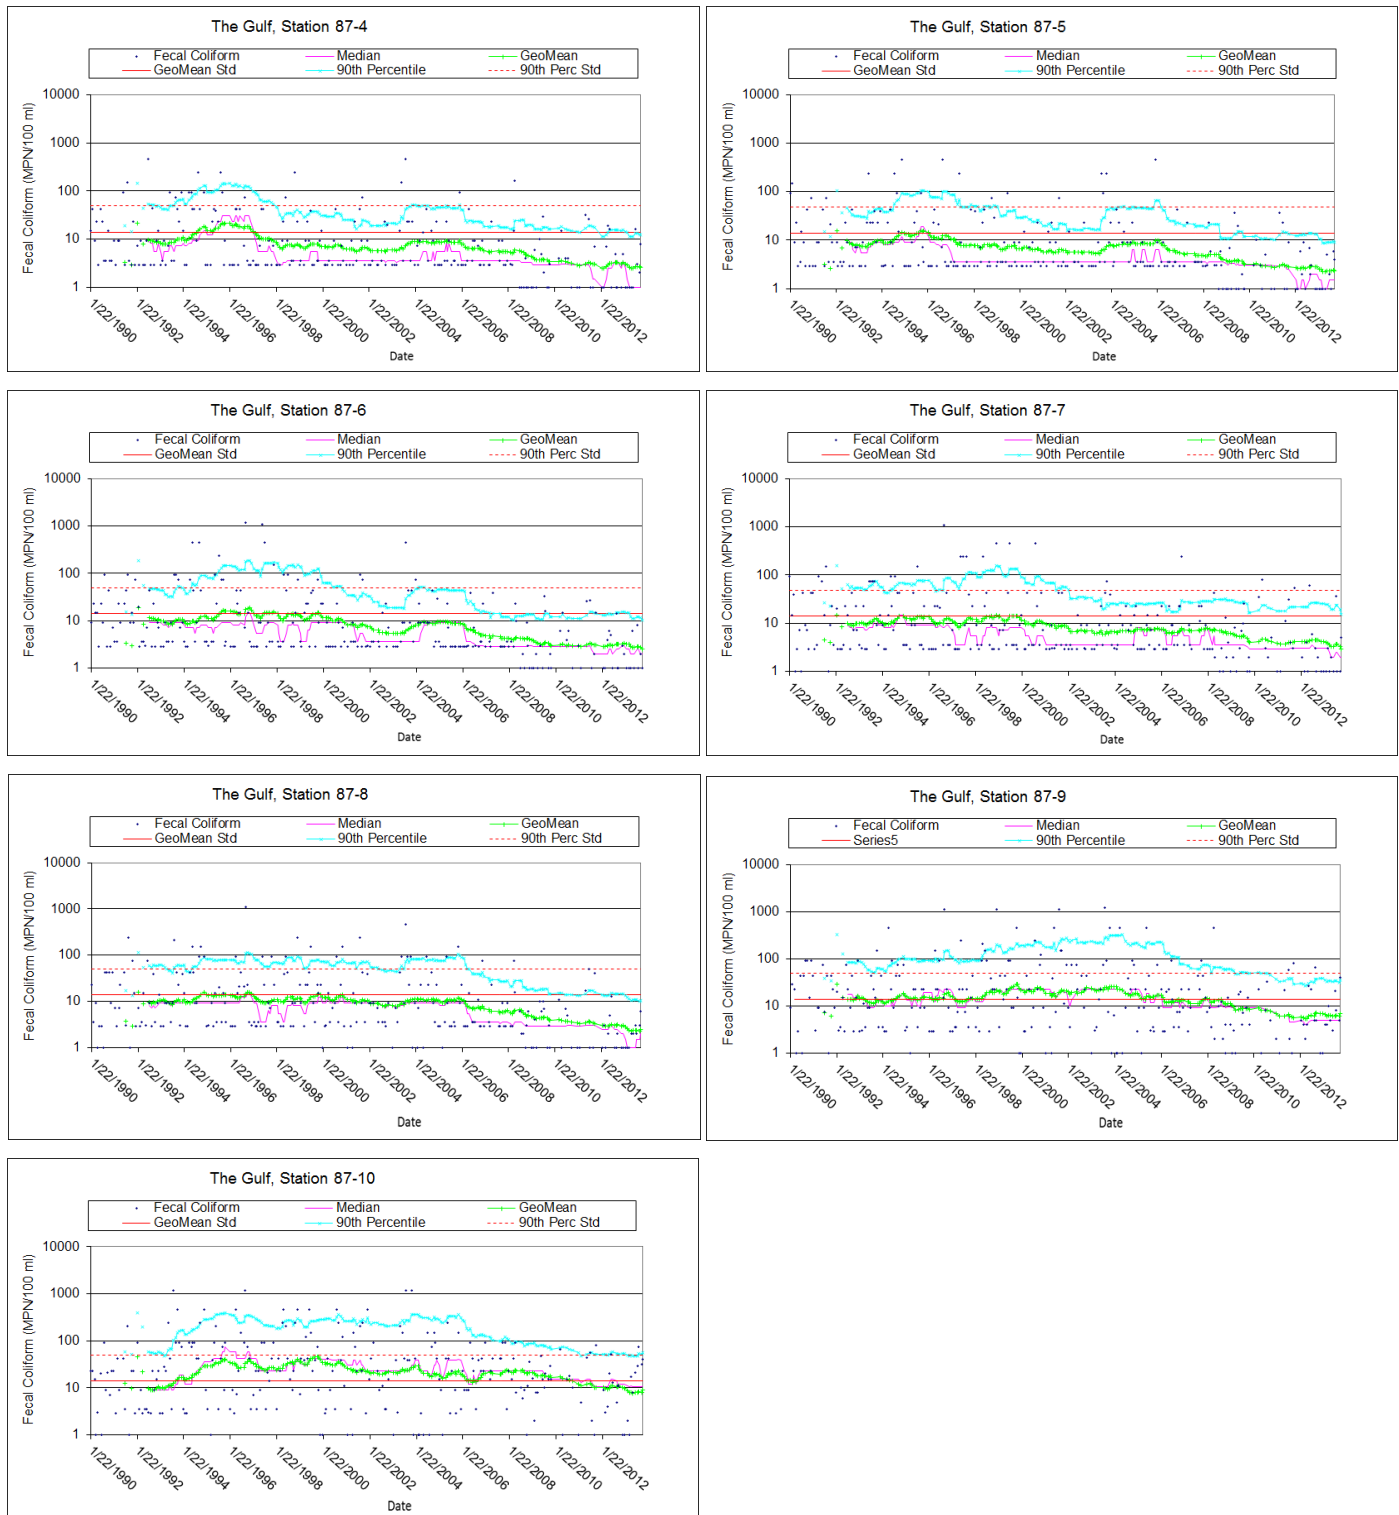 The Gulf, Station 87-4
Fecal Coliform Median GeoMean
GeoMean Std 90th Percentile 90th Perc Std
Fecal Coliform (MPN/100 ml)
10000
1000
100
10
1
1/22/1990 1/22/1992 1/22/1994 1/22/1996 1/22/1998 1/22/2000 1/22/2002 1/22/2004 1/22/2006 1/22/2008 1/22/2010 1/22/2012
Date
The Gulf, Station 87-5
Fecal Coliform Median GeoMean
GeoMean Std 90th Percentile 90th Perc Std
Fecal Coliform (MPN/100 ml)
10000
1000
100
10
1
1/22/1990 1/22/1992 1/22/1994 1/22/1996 1/22/1998 1/22/2000 1/22/2002 1/22/2004 1/22/2006 1/22/2008 1/22/2010 1/22/2012
Date
The Gulf, Station 87-6
Fecal Coliform Median GeoMean
GeoMean Std 90th Percentile 90th Perc Std
Fecal Coliform (MPN/100 ml)
10000
1000
100
10
1
1/22/1990 1/22/1992 1/22/1994 1/22/1996 1/22/1998 1/22/2000 1/22/2002 1/22/2004 1/22/2006 1/22/2008 1/22/2010 1/22/2012
Date
The Gulf, Station 87-7
Fecal Coliform Median GeoMean
GeoMean Std 90th Percentile 90th Perc Std
Fecal Coliform (MPN/100 ml)
10000
1000
100
10
1
1/22/1990 1/22/1992 1/22/1994 1/22/1996 1/22/1998 1/22/2000 1/22/2002 1/22/2004 1/22/2006 1/22/2008 1/22/2010 1/22/2012
Date
The Gulf, Station 87-8
Fecal Coliform Median GeoMean
GeoMean Std 90th Percentile 90th Perc Std
Fecal Coliform (MPN/100 ml)
10000
1000
100
10
1
1/22/1990 1/22/1992 1/22/1994 1/22/1996 1/22/1998 1/22/2000 1/22/2002 1/22/2004 1/22/2006 1/22/2008 1/22/2010 1/22/2012
Date
The Gulf, Station 87-9
Fecal Coliform Median GeoMean
Series5 90th Percentile 90th Perc Std
Fecal Coliform (MPN/100 ml)
10000
1000
100
10
1
1/22/1990 1/22/1992 1/22/1994 1/22/1996 1/22/1998 1/22/2000 1/22/2002 1/22/2004 1/22/2006 1/22/2008 1/22/2010 1/22/2012
Date
The Gulf, Station 87-10
Fecal Coliform Median GeoMean
GeoMean Std 90th Percentile 90th Perc Std
Fecal Coliform (MPN/100 ml)
10000
1000
100
10
1
1/22/1990 1/22/1992 1/22/1994 1/22/1996 1/22/1998 1/22/2000 1/22/2002 1/22/2004 1/22/2006 1/22/2008 1/22/2010 1/22/2012
Date